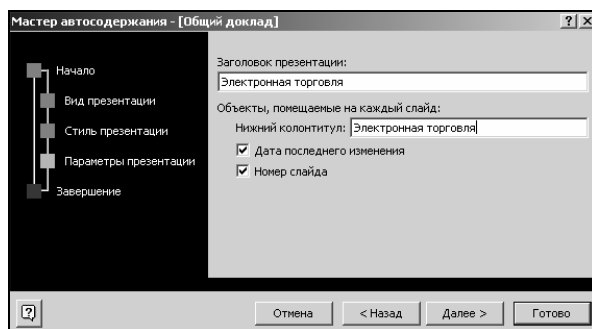 Мастер автосодержания - [Общий доклад]
Начало
Вид презентации
Стиль презентации
Параметры презентации
Завершение
Заголовок презентации:
Электронная торговля
Объекты, помещаемые на каждый слайд:
Нижний колонтитул: Электронная торговля
Дата последнего изменения
Номер слайда
Отмена < Назад Далее > Готово